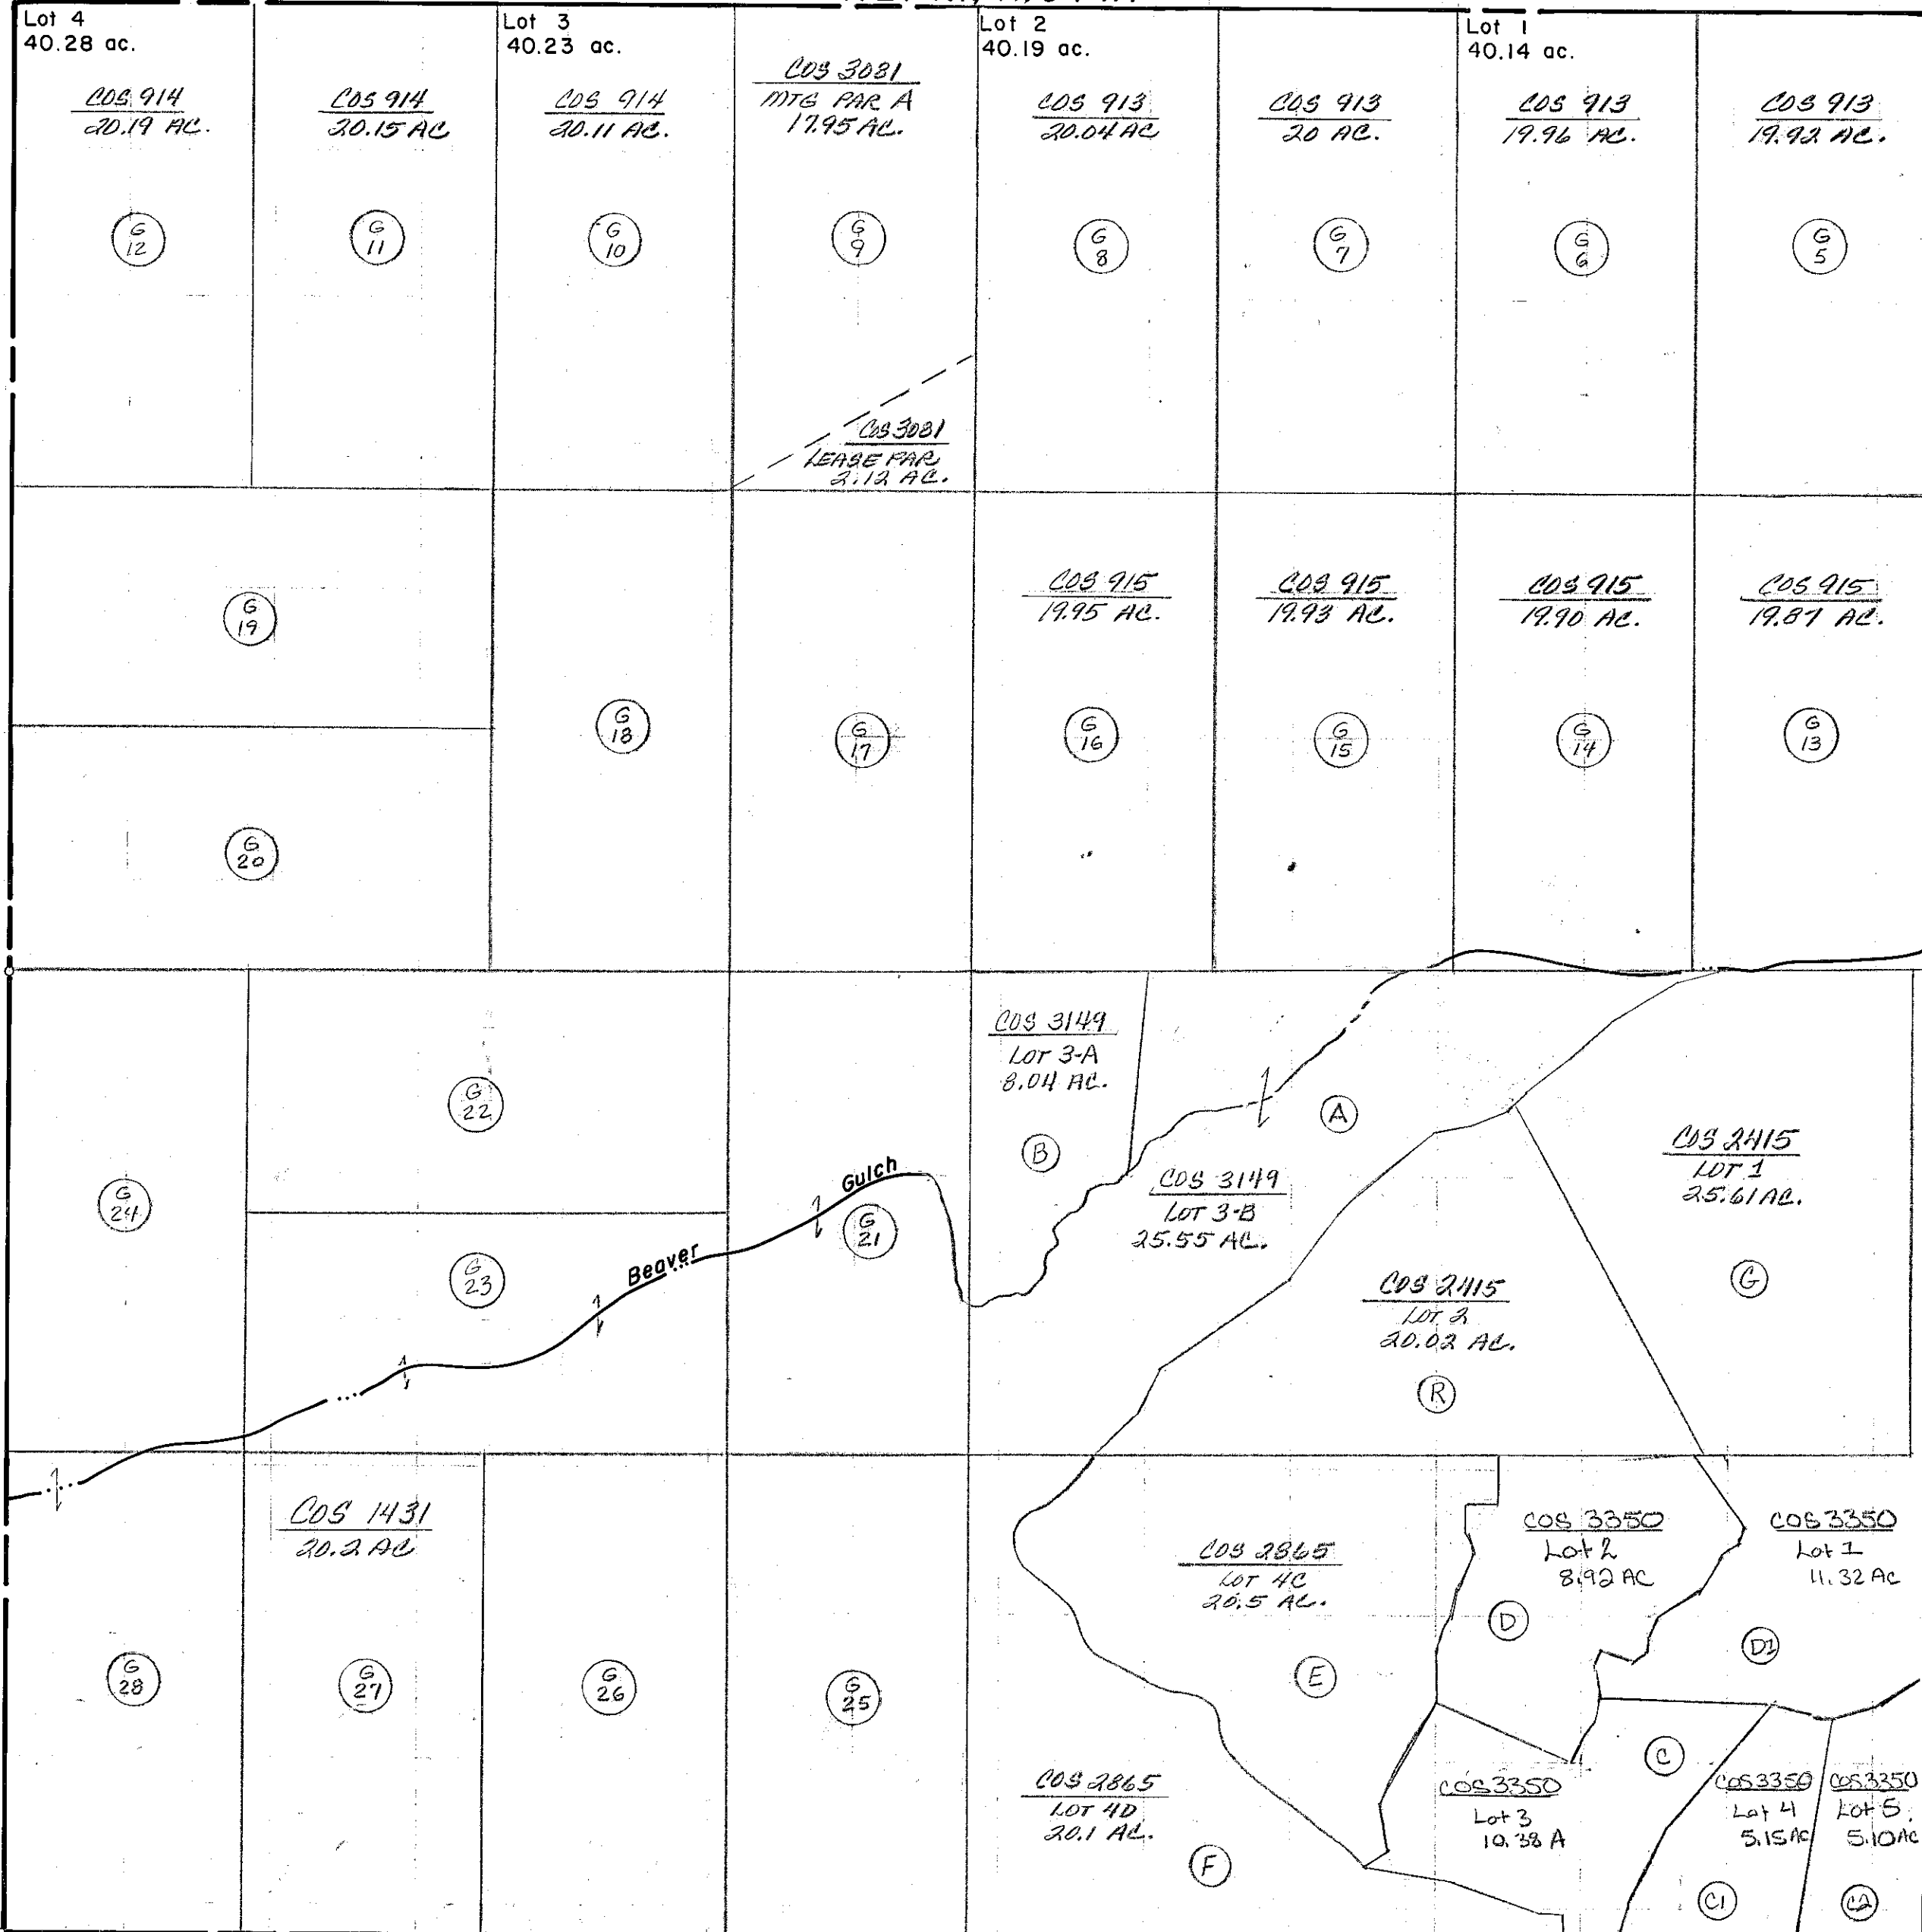 Lot 4
40.28 ac.
Lot 3
40.23 ac.
Lot 2
40.19 ac.
Lot 1
40.14 ac.
COS 914
20.19 AC.
COS 914
20.15 AC
COS 914
20.11 AC.
COS 3081
MTG PAR A
17.95 AC.
COS 913
20.04 AC
COS 913
20 AC.
COS 913
19.96 AC.
COS 913
19.92 AC.
G
12
G
11
G
10
G
9
G
8
G
7
G
6
G
5
COS 3081
LEASE PAR
2.12 AC.
COS 915
19.95 AC.
COS 915
19.93 AC.
COS 915
19.90 AC.
COS 915
19.87 AC.
G
19
G
18
G
17
G
16
G
15
G
14
G
13
G
20
COS 3149
LOT 3-A
8.04 AC.
G
22
A
B
COS 2415
LOT 1
25.61 AC.
Gulch
G
24
COS 3149
LOT 3-B
25.55 AC.
G
21
Beaver
G
23
G
COS 2415
LOT 2
20.02 AC.
R
COS 1431
20.2 AC
COS 2865
LOT 4C
20.5 AC.
COS 3350
Lot 2
8.92 AC
COS 3350
Lot 1
11.32 AC
D
D1
G
28
G
27
G
26
G
25
E
C
COS 2865
LOT 4D
20.1 AC.
COS 3350
Lot 3
10.38 A
COS 3350
Lot 4
5.15 AC
COS 3350
Lot 5
5.10 AC
F
C1
C2